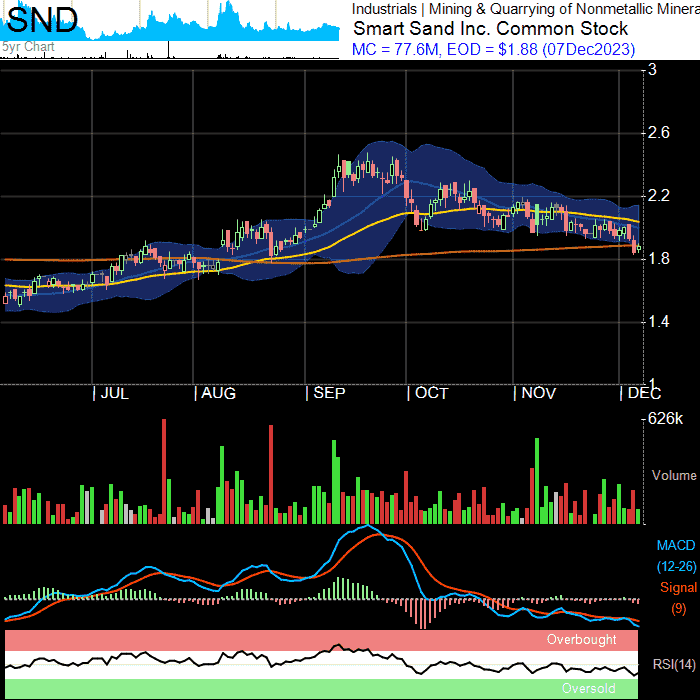 SND
5yr Chart
Industrials | Mining & Quarrying of Nonmetallic Minera
Smart Sand Inc. Common Stock
MC = 77.6M, EOD = $1.88 (07Dec2023)
3
2.6
2.2
1.8
1.4
1
| JUL | AUG | SEP | OCT | NOV | DEC
626k
Volume
MACD
(12-26)
Signal
(9)
Overbought
RSI(14)
Oversold